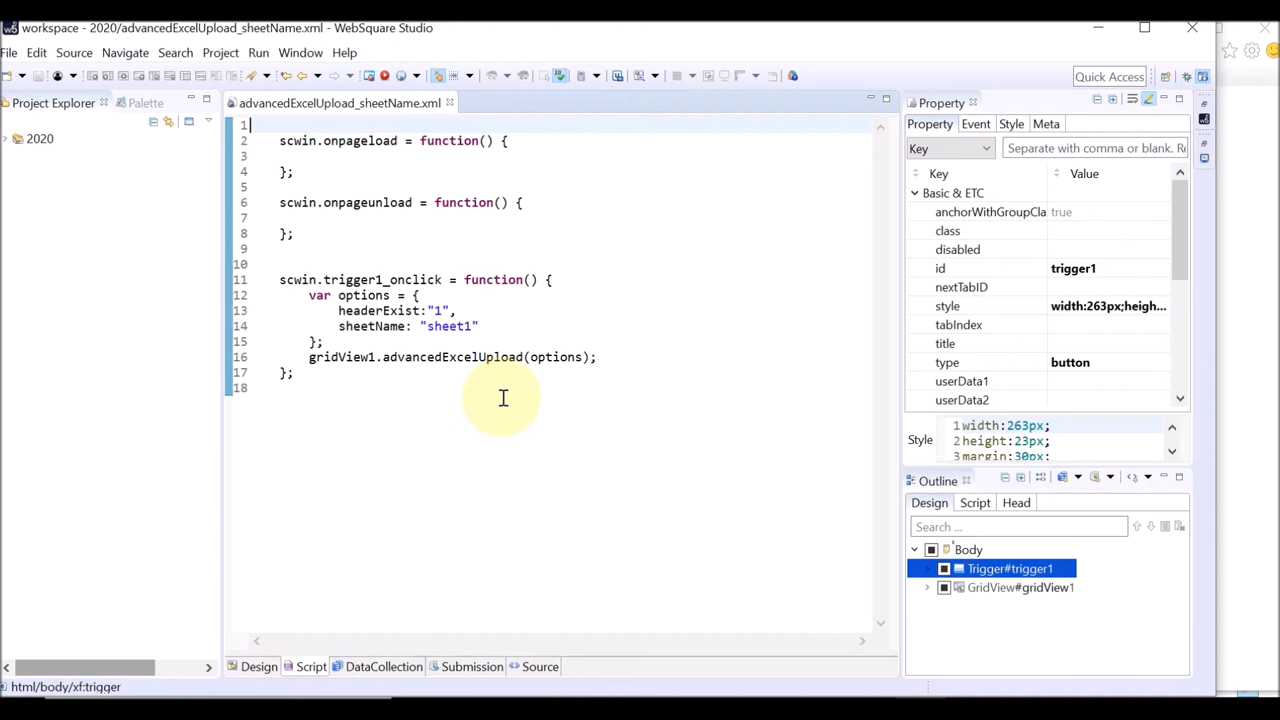 workspace - 2020/advancedExcelUpload_sheetName.xml - WebSquare Studio
File Edit Source Navigate Search Project Run Window Help
Quick Access
Project Explorer Palette
2020
advancedExcelUpload_sheetName.xml
1
2 scwin.onpageload = function() {
3
4 };
5
6 scwin.onpageunload = function() {
7
8 };
9
10
11 scwin.trigger1_onclick = function() {
12 var options = {
13 headerExist:"1",
14 sheetName: "sheet1"
15 };
16 gridView1.advancedExcelUpload(options);
17 };
18
Design Script DataCollection Submission Source
html/body/xf:trigger
Property
Property Event Style Meta
Key Separate with comma or blank. Re
Key Value
Basic & ETC
anchorWithGroupCla true
class
disabled
id trigger1
nextTabID
style width:263px;heigh...
tabIndex
title
type button
userData1
userData2
Style
1 width:263px;
2 height:23px;
3 margin:30px;
Outline
Design Script Head
Search ...
Body
Trigger#trigger1
GridView#gridView1